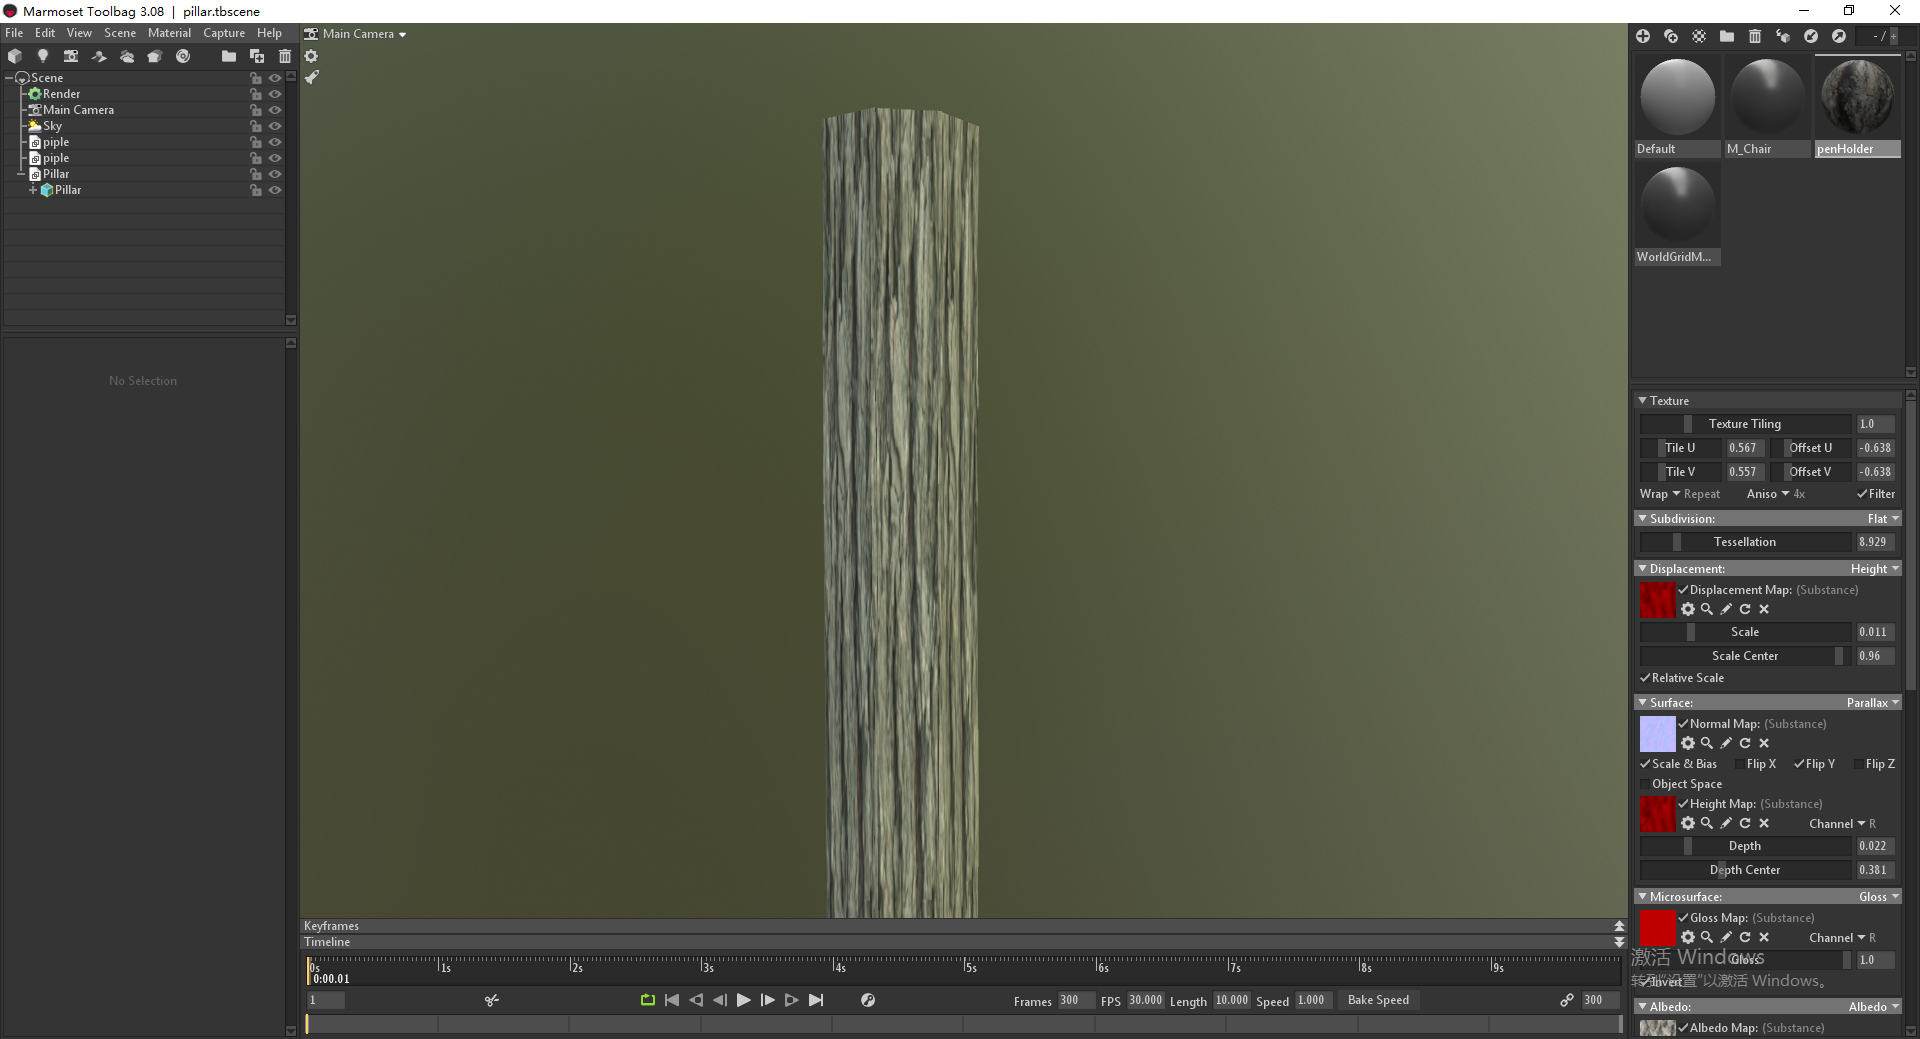 Marmoset Toolbag 3.08 | pillar.tbscene
File Edit View Scene Material Capture Help
Main Camera
- / +
Scene
Render
Main Camera
Sky
piple
piple
Pillar
Pillar
No Selection
Default M_Chair penHolder
WorldGridM...
Texture
Texture Tiling 1.0
Tile U 0.567 Offset U -0.638
Tile V 0.557 Offset V -0.638
Wrap Repeat Aniso 4x Filter
Subdivision: Flat
Tessellation 8.929
Displacement: Height
Displacement Map: (Substance)
Scale 0.011
Scale Center 0.96
Relative Scale
Surface: Parallax
Normal Map: (Substance)
Scale & Bias Flip X Flip Y Flip Z
Object Space
Height Map: (Substance)
Channel R
Depth 0.022
Depth Center 0.381
Microsurface: Gloss
Gloss Map: (Substance)
Channel R
Gloss 1.0
Invert
激活 Windows
转到"设置"以激活 Windows。
Albedo: Albedo
Albedo Map: (Substance)
Keyframes
Timeline
0s 1s 2s 3s 4s 5s 6s 7s 8s 9s
0:00.01
1 Frames 300 FPS 30.000 Length 10.000 Speed 1.000 Bake Speed 300